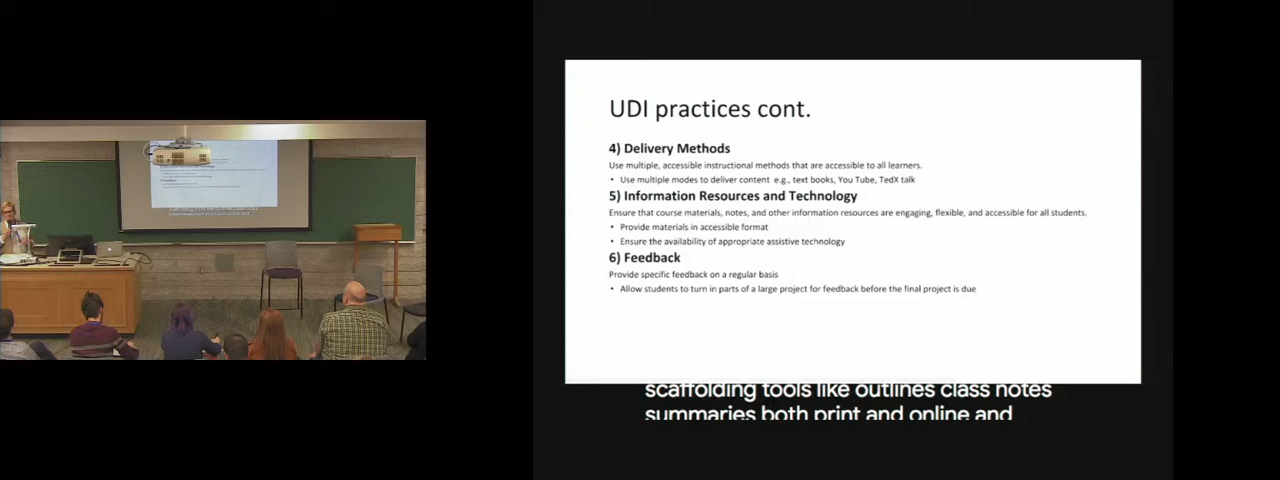 UDI practices cont.
4) Delivery Methods
Use multiple, accessible instructional methods that are accessible to all learners.
• Use multiple modes to deliver content e.g., text books, You Tube, TedX talk
5) Information Resources and Technology
Ensure that course materials, notes, and other information resources are engaging, flexible, and accessible for all students.
• Provide materials in accessible format
• Ensure the availability of appropriate assistive technology
6) Feedback
Provide specific feedback on a regular basis
• Allow students to turn in parts of a large project for feedback before the final project is due
scaffolding tools like outlines class notes
summaries both print and online and